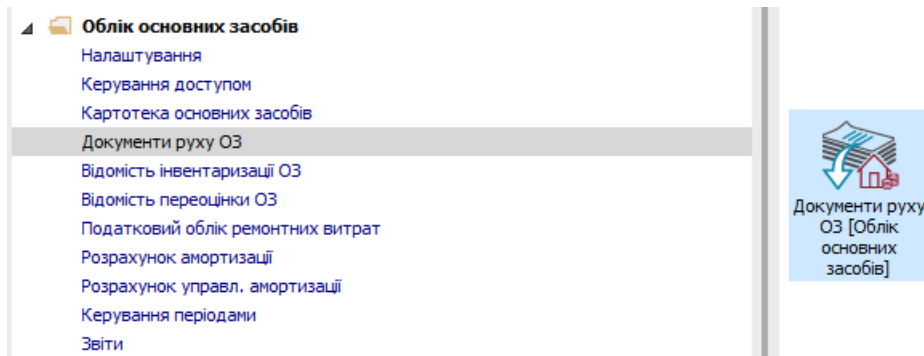 Облік основних засобів
Налаштування
Керування доступом
Картотека основних засобів
Документи руху ОЗ
Відомість інвентаризації ОЗ
Відомість переоцінки ОЗ
Податковий облік ремонтних витрат
Розрахунок амортизації
Розрахунок управл. амортизації
Керування періодами
Звіти
Документи руху
ОЗ [Облік
основних
засобів]